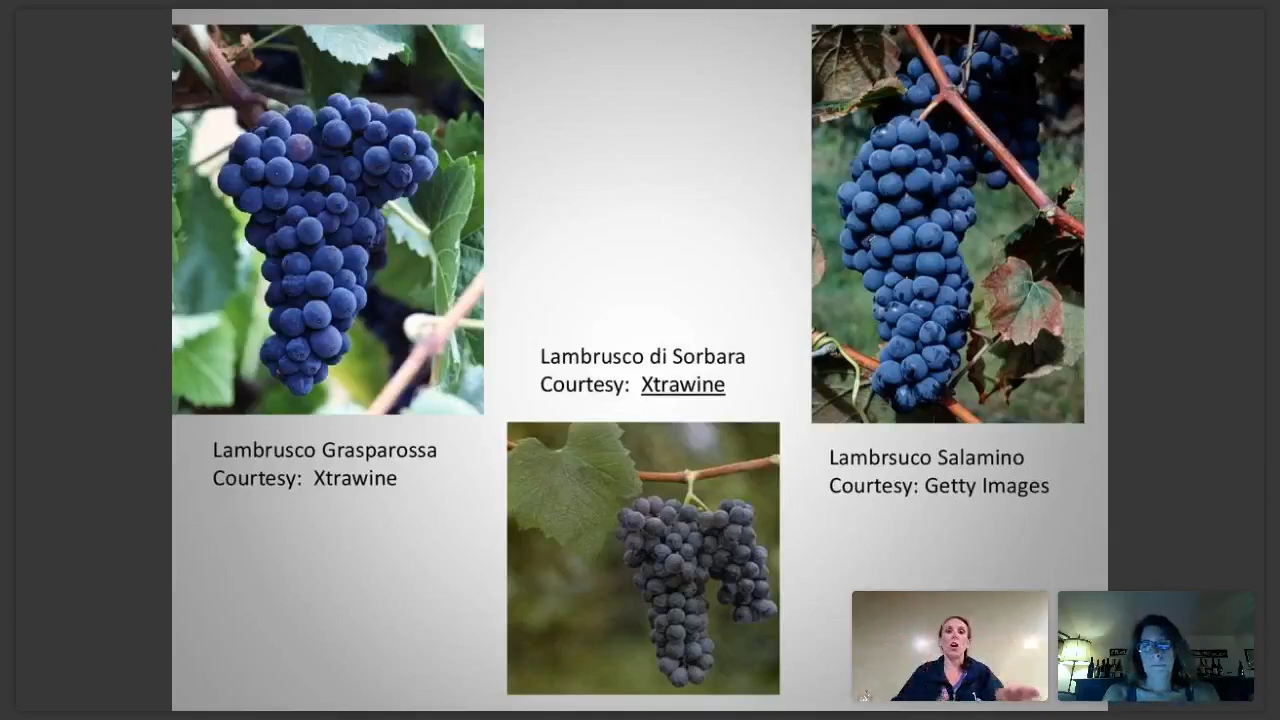 Lambrusco di Sorbara
Courtesy: Xtrawine
Lambrusco Grasparossa
Courtesy: Xtrawine
Lambrsuco Salamino
Courtesy: Getty Images